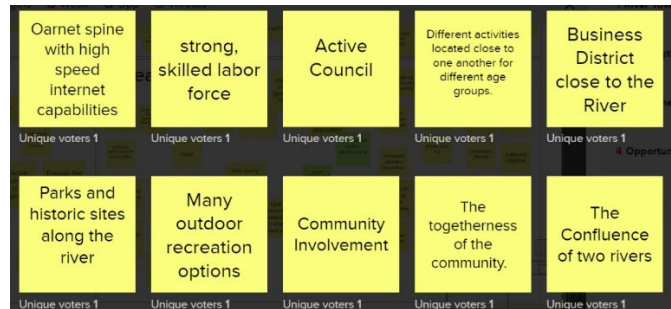 Oarnet spine
with high
speed
internet
capabilities
Unique voters 1
strong,
skilled labor
force
Unique voters 1
Active
Council
Unique voters 1
Different activities
located close to
one another for
different age
groups.
Unique voters 1
Business
District
close to the
River
Unique voters 1
4 Opportu
Parks and
historic sites
along the
river
Unique voters 1
Many
outdoor
recreation
options
Unique voters 1
Community
Involvement
Unique voters 1
The
togetherness
of the
community.
Unique voters 1
The
Confluence
of two rivers
Unique voters 1